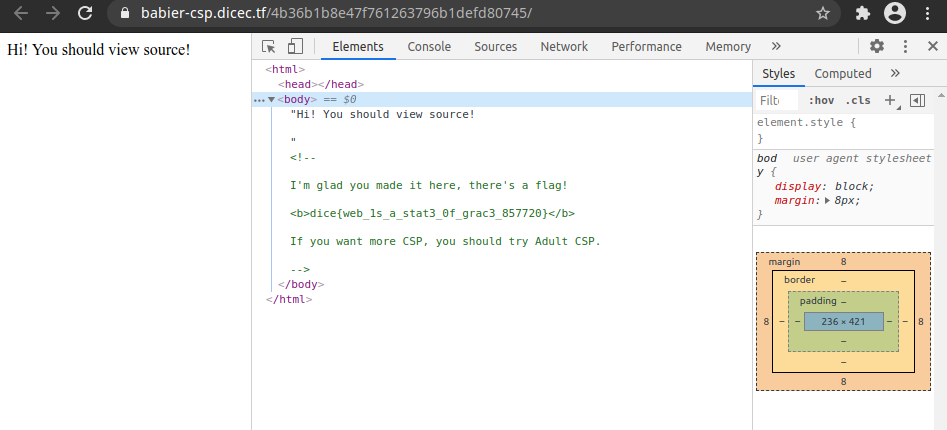 babier-csp.dicec.tf/4b36b1b8e47f761263796b1defd80745/
Hi! You should view source!
Elements Console Sources Network Performance Memory »
<html>
<head></head>
<body> == $0
"Hi! You should view source!
"
<!--
I'm glad you made it here, there's a flag!
<b>dice{web_1s_a_stat3_0f_grac3_857720}</b>
If you want more CSP, you should try Adult CSP.
-->
</body>
</html>
Styles Computed »
Filte :hov .cls +
element.style {
}
bod user agent stylesheet
y {
display: block;
margin: 8px;
}
margin 8
border –
padding –
8 – – 236 × 421 – – 8
–
–
8